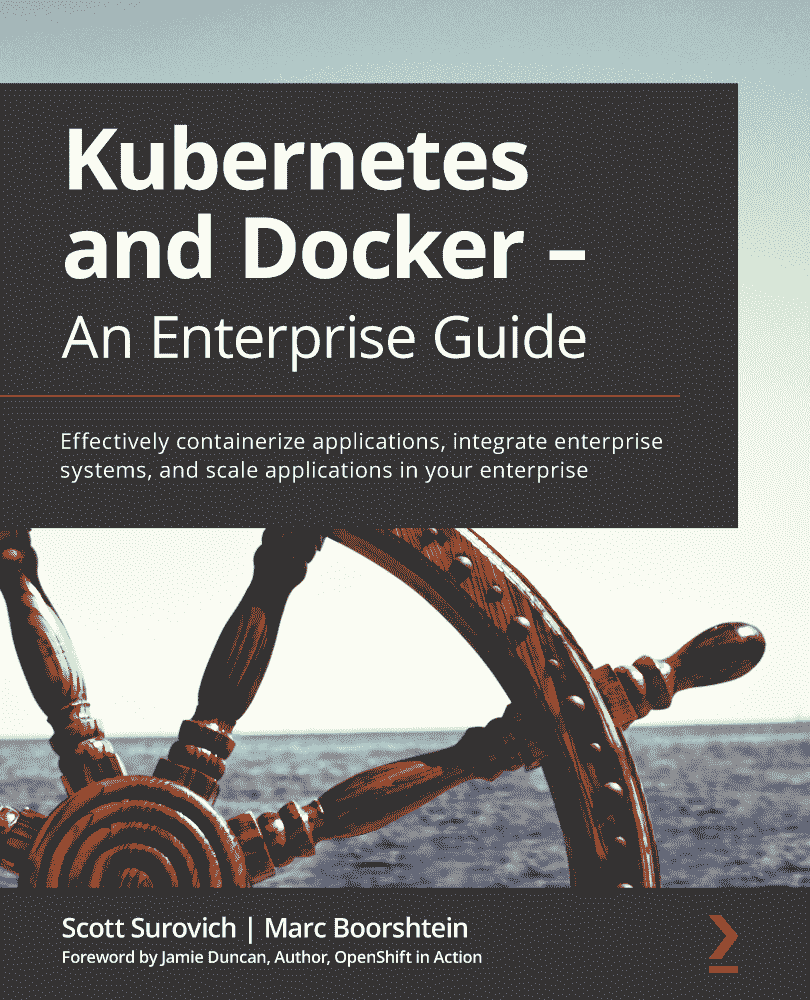 Kubernetes
and Docker –
An Enterprise Guide
Effectively containerize applications, integrate enterprise
systems, and scale applications in your enterprise
Scott Surovich | Marc Boorshtein
Foreword by Jamie Duncan, Author, OpenShift in Action